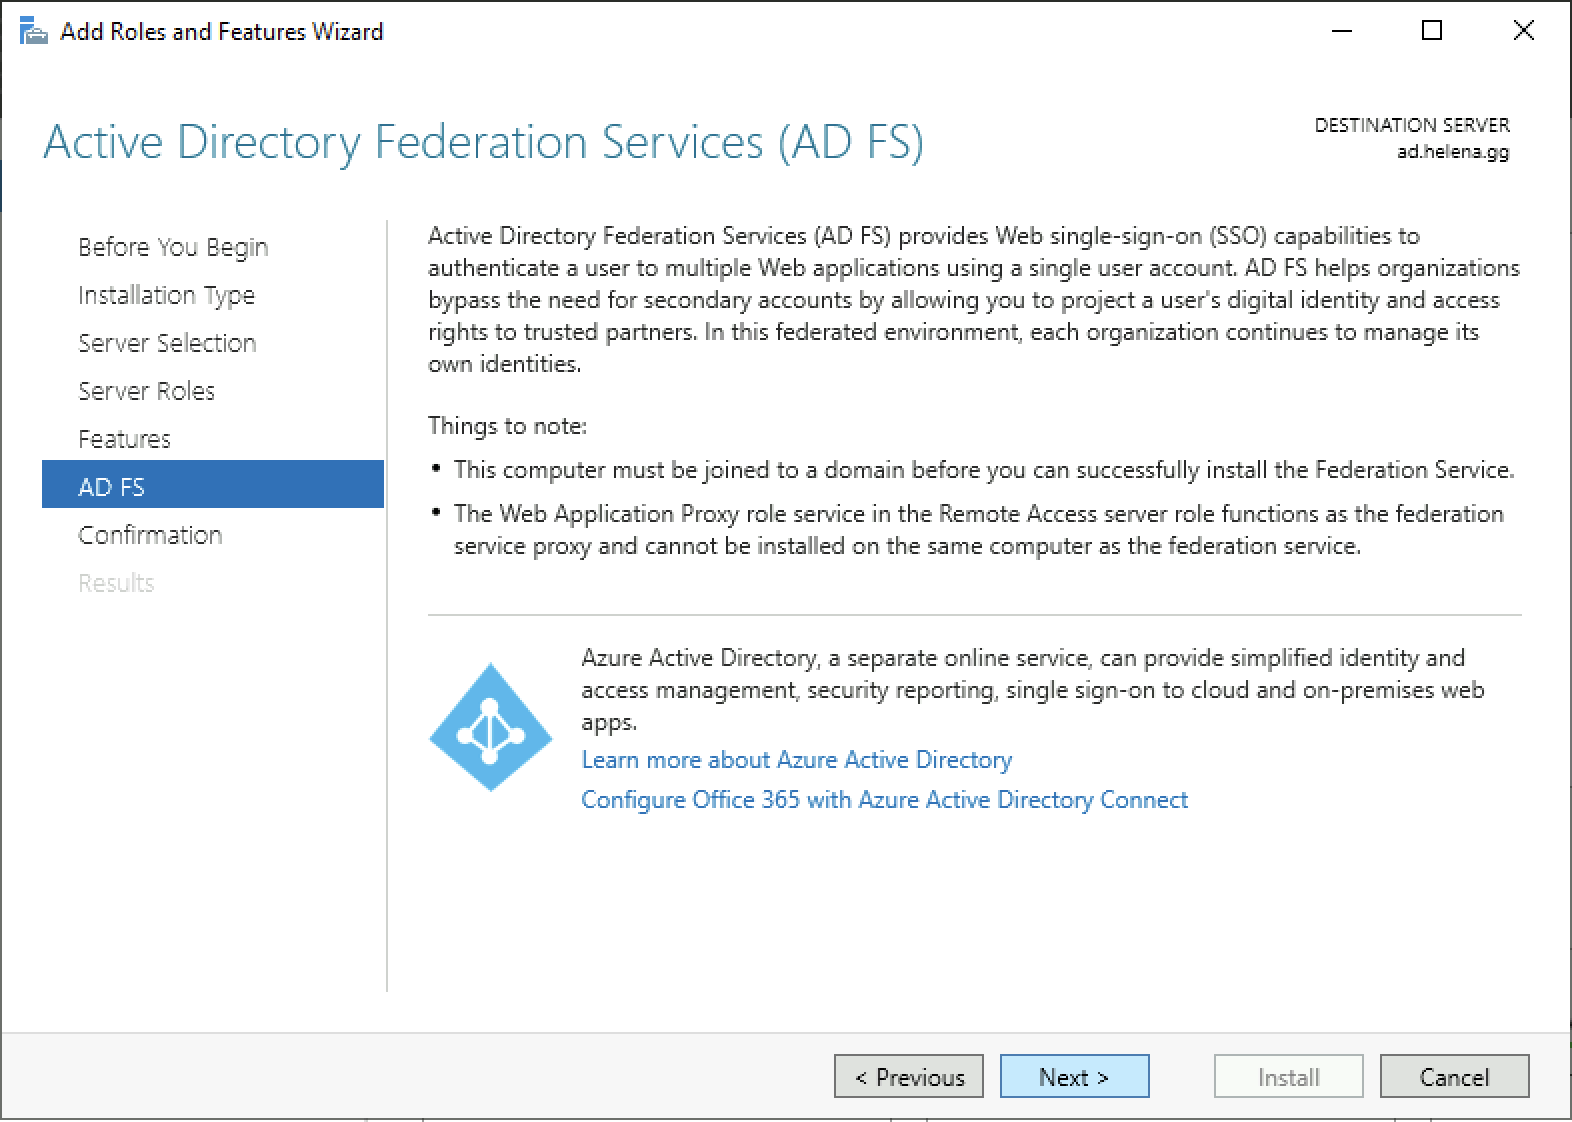 Add Roles and Features Wizard
Active Directory Federation Services (AD FS)
DESTINATION SERVER
ad.helena.gg
Before You Begin
Installation Type
Server Selection
Server Roles
Features
AD FS
Confirmation
Results
Active Directory Federation Services (AD FS) provides Web single-sign-on (SSO) capabilities to
authenticate a user to multiple Web applications using a single user account. AD FS helps organizations
bypass the need for secondary accounts by allowing you to project a user's digital identity and access
rights to trusted partners. In this federated environment, each organization continues to manage its
own identities.
Things to note:
• This computer must be joined to a domain before you can successfully install the Federation Service.
• The Web Application Proxy role service in the Remote Access server role functions as the federation
service proxy and cannot be installed on the same computer as the federation service.
Azure Active Directory, a separate online service, can provide simplified identity and
access management, security reporting, single sign-on to cloud and on-premises web
apps.
Learn more about Azure Active Directory
Configure Office 365 with Azure Active Directory Connect
< Previous
Next >
Install
Cancel